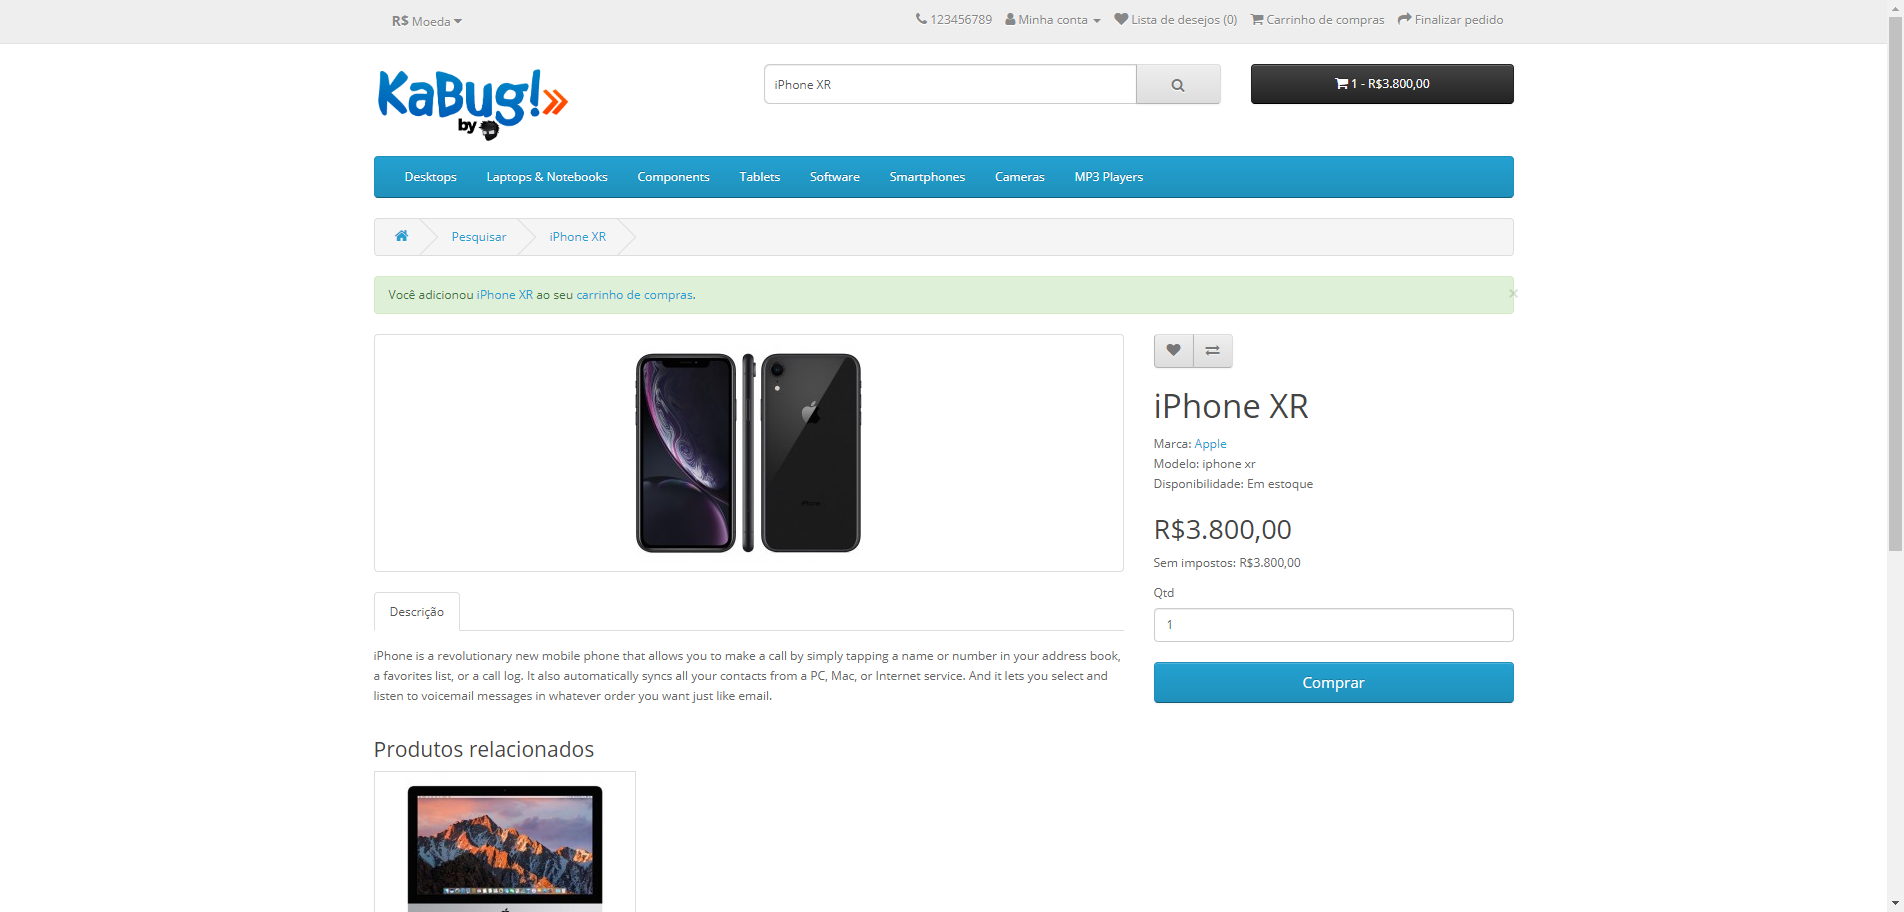 R$ Moeda
123456789 Minha conta Lista de desejos (0) Carrinho de compras Finalizar pedido
KaBug!
by
iPhone XR
1 - R$3.800,00
Desktops Laptops & Notebooks Components Tablets Software Smartphones Cameras MP3 Players
Pesquisar iPhone XR
Você adicionou iPhone XR ao seu carrinho de compras.
×
iPhone
iPhone XR
Marca: Apple
Modelo: iphone xr
Disponibilidade: Em estoque
R$3.800,00
Sem impostos: R$3.800,00
Qtd
1
Comprar
Descrição
iPhone is a revolutionary new mobile phone that allows you to make a call by simply tapping a name or number in your address book,
a favorites list, or a call log. It also automatically syncs all your contacts from a PC, Mac, or Internet service. And it lets you select and
listen to voicemail messages in whatever order you want just like email.
Produtos relacionados